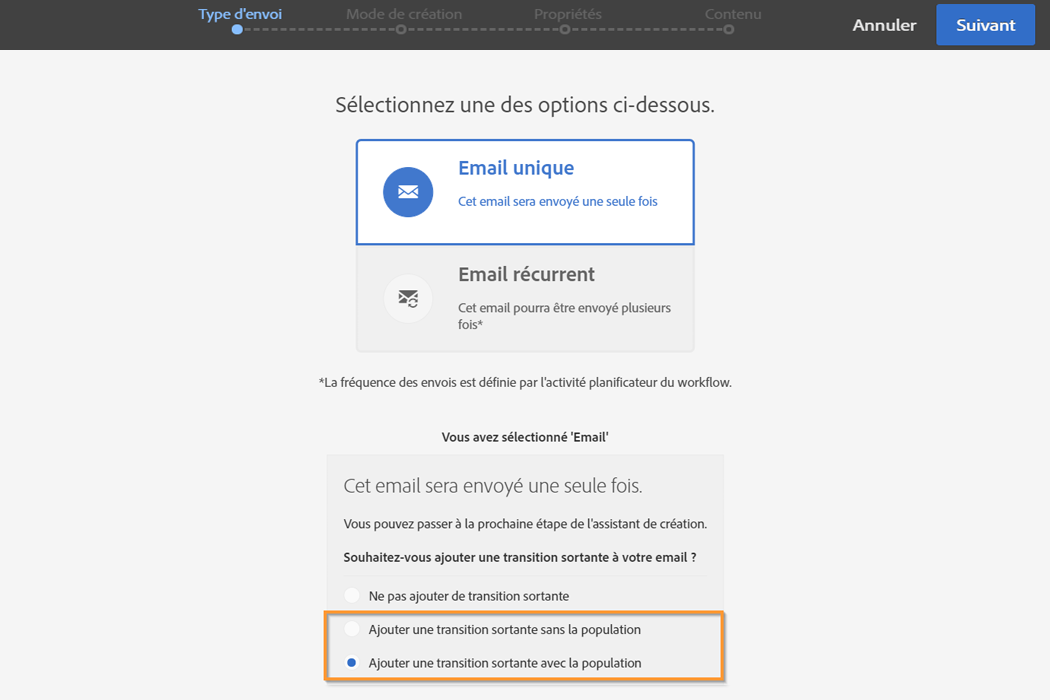 Type d'envoi
Mode de création
Propriétés
Contenu
Annuler
Suivant
Sélectionnez une des options ci-dessous.
Email unique
Cet email sera envoyé une seule fois
Email récurrent
Cet email pourra être envoyé plusieurs
fois*
*La fréquence des envois est définie par l'activité planificateur du workflow.
Vous avez sélectionné 'Email'
Cet email sera envoyé une seule fois.
Vous pouvez passer à la prochaine étape de l'assistant de création.
Souhaitez-vous ajouter une transition sortante à votre email ?
Ne pas ajouter de transition sortante
Ajouter une transition sortante sans la population
Ajouter une transition sortante avec la population